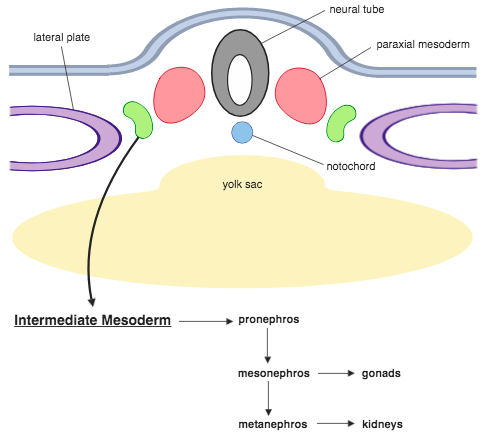 neural tube
lateral plate
paraxial mesoderm
notochord
yolk sac
Intermediate Mesoderm
pronephros
mesonephros
gonads
metanephros
kidneys